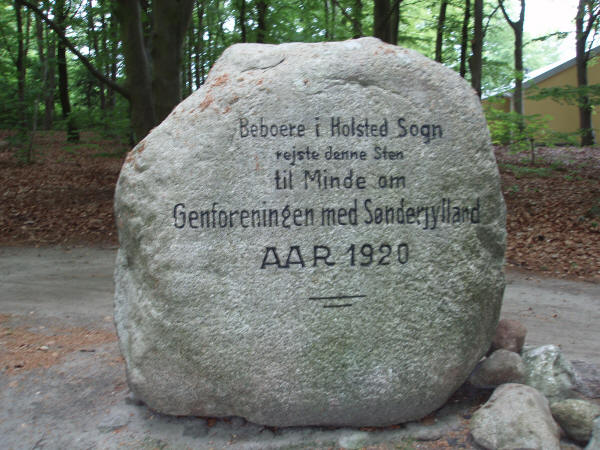 Beboere i Holsted Sogn
rejste denne Sten
til Minde om
Genforeningen med Sønderjylland
AAR 1920